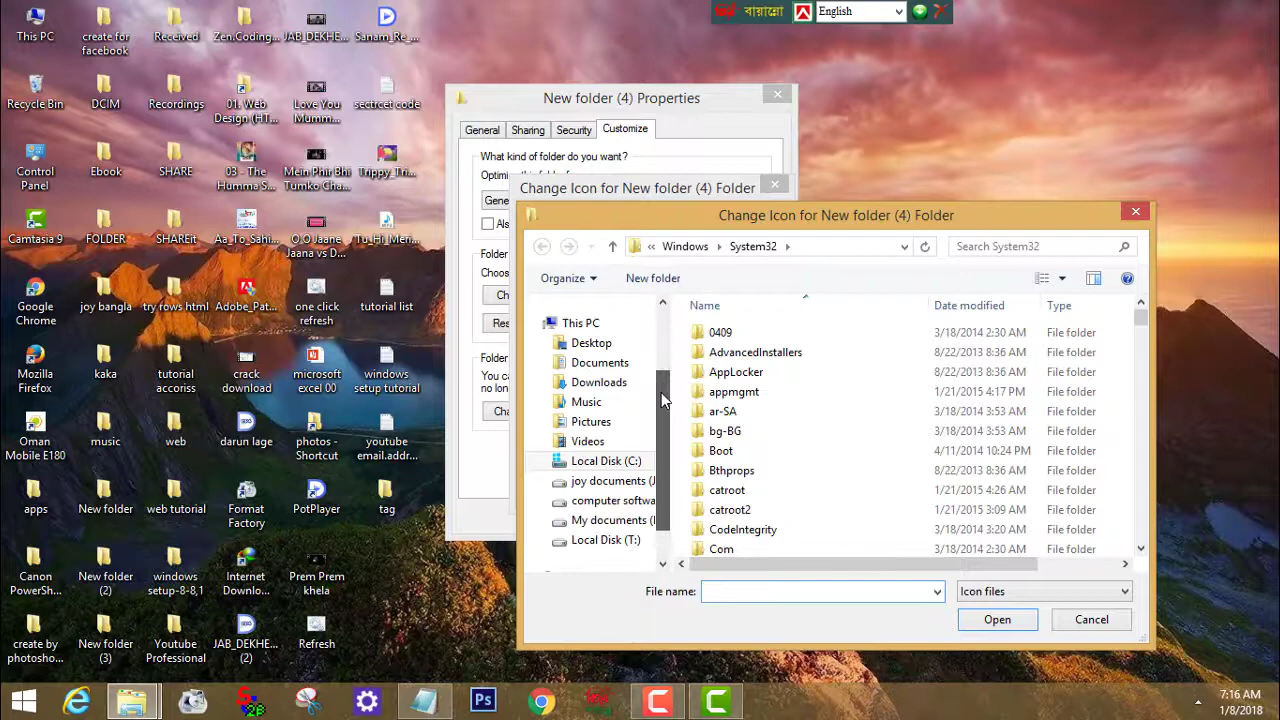 বায়ান্নো
English
This PC
create for
facebook
Received
Zen.Coding...
JAB_DEKHE...
Sanam_Re_...
Recycle Bin
DCIM
Recordings
01. Web
Design (HT...
Love You
Mumm...
sectrcet code
Control
Panel
Ebook
SHARE
03 - The
Humma S...
Mein Phir Bhi
Tumko Cha...
Trippy_Tri...
Camtasia 9
FOLDER
SHAREit
Aa_To_Sahi...
O,O Jaane
Jaana vs D...
Tu_Hi_Meri...
Google
Chrome
joy bangla
try rows html
Adobe_Pat...
one click
refresh
tutorial list
Mozilla
Firefox
kaka
tutorial
accoriss
crack
download
microsoft
excel 00
windows
setup tutorial
Oman
Mobile E180
music
web
darun lage
photos -
Shortcut
youtube
email.addr...
apps
New folder
web tutorial
Format
Factory
PotPlayer
tag
Canon
PowerSh...
New folder
(2)
windows
setup-8-8,1
Internet
Download...
Prem Prem
khela
create by
photosho...
New folder
(3)
Youtube
Professional
JAB_DEKHE...
(2)
Refresh
New folder (4) Properties
General
Sharing
Security
Customize
What kind of folder do you want?
Change Icon for New folder (4) Folder
Change Icon for New folder (4) Folder
« Windows
System32
Search System32
Organize
New folder
Name
Date modified
Type
This PC
Desktop
Documents
Downloads
Music
Pictures
Videos
Local Disk (C:)
joy documents (
computer softwa
My documents (
Local Disk (T:)
0409 3/18/2014 2:30 AM File folder
AdvancedInstallers 8/22/2013 8:36 AM File folder
AppLocker 8/22/2013 8:36 AM File folder
appmgmt 1/21/2015 4:17 PM File folder
ar-SA 3/18/2014 3:53 AM File folder
bg-BG 3/18/2014 3:53 AM File folder
Boot 4/11/2014 10:24 PM File folder
Bthprops 8/22/2013 8:36 AM File folder
catroot 1/21/2015 4:26 AM File folder
catroot2 1/21/2015 3:09 AM File folder
CodeIntegrity 3/18/2014 3:20 AM File folder
Com 3/18/2014 2:30 AM File folder
File name:
Icon files
Open
Cancel
Ps
7:16 AM
1/8/2018